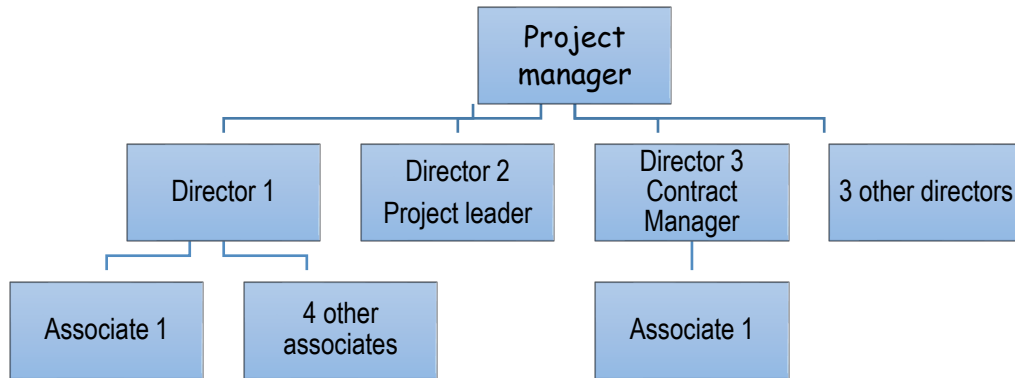 Project
manager
Director 1
Director 2
Project leader
Director 3
Contract
Manager
3 other directors
Associate 1
4 other
associates
Associate 1